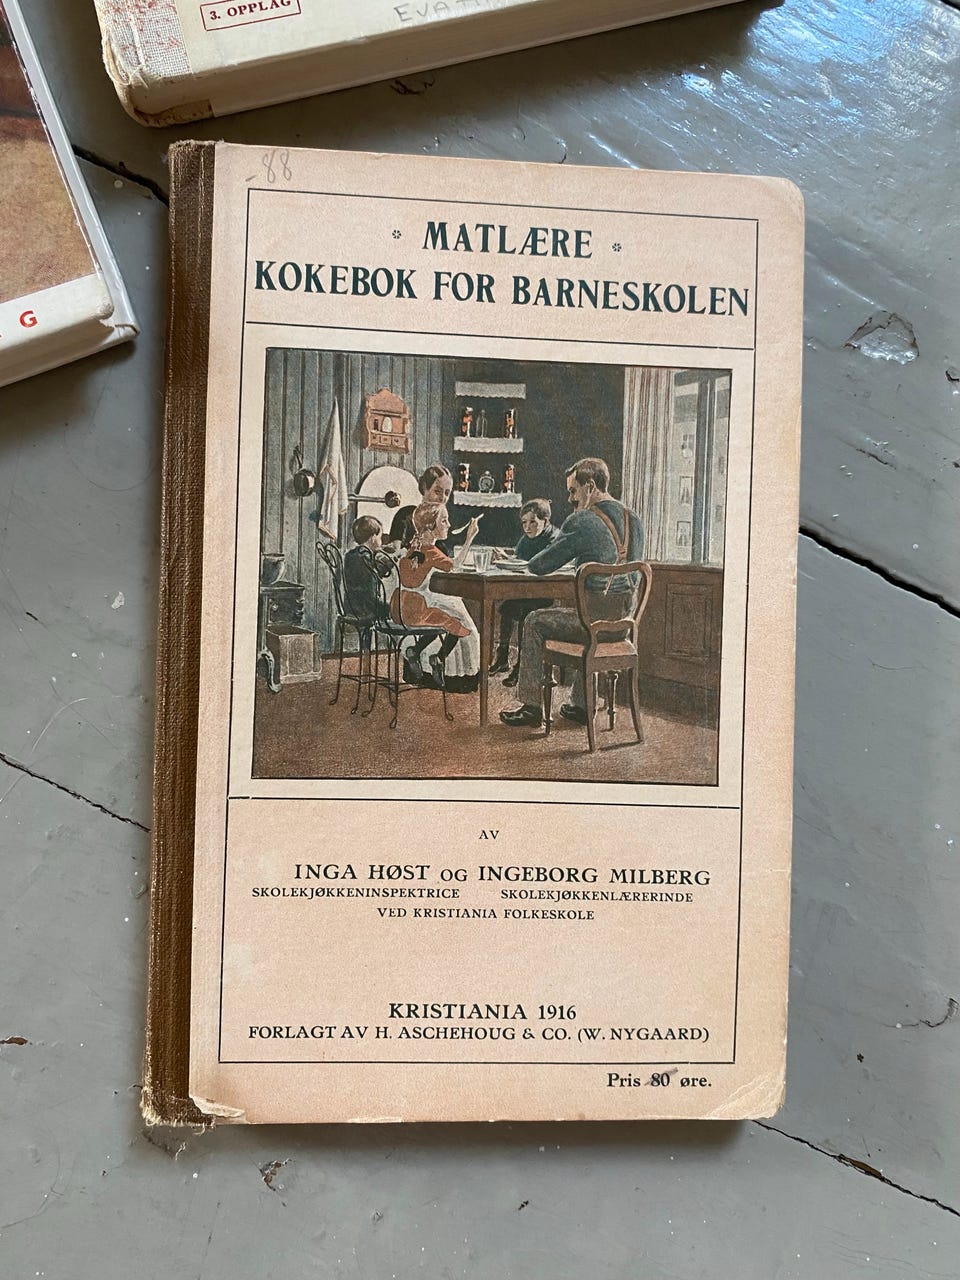 3. OPPLAG
G
88
MATLÆRE
KOKEBOK FOR BARNESKOLEN
AV
INGA HØST OG INGEBORG MILBERG
SKOLEKJØKKENINSPEKTRICE SKOLEKJØKKENLÆRERINDE
VED KRISTIANIA FOLKESKOLE
KRISTIANIA 1916
FORLAGT AV H. ASCHEHOUG & CO. (W. NYGAARD)
Pris 80 øre.